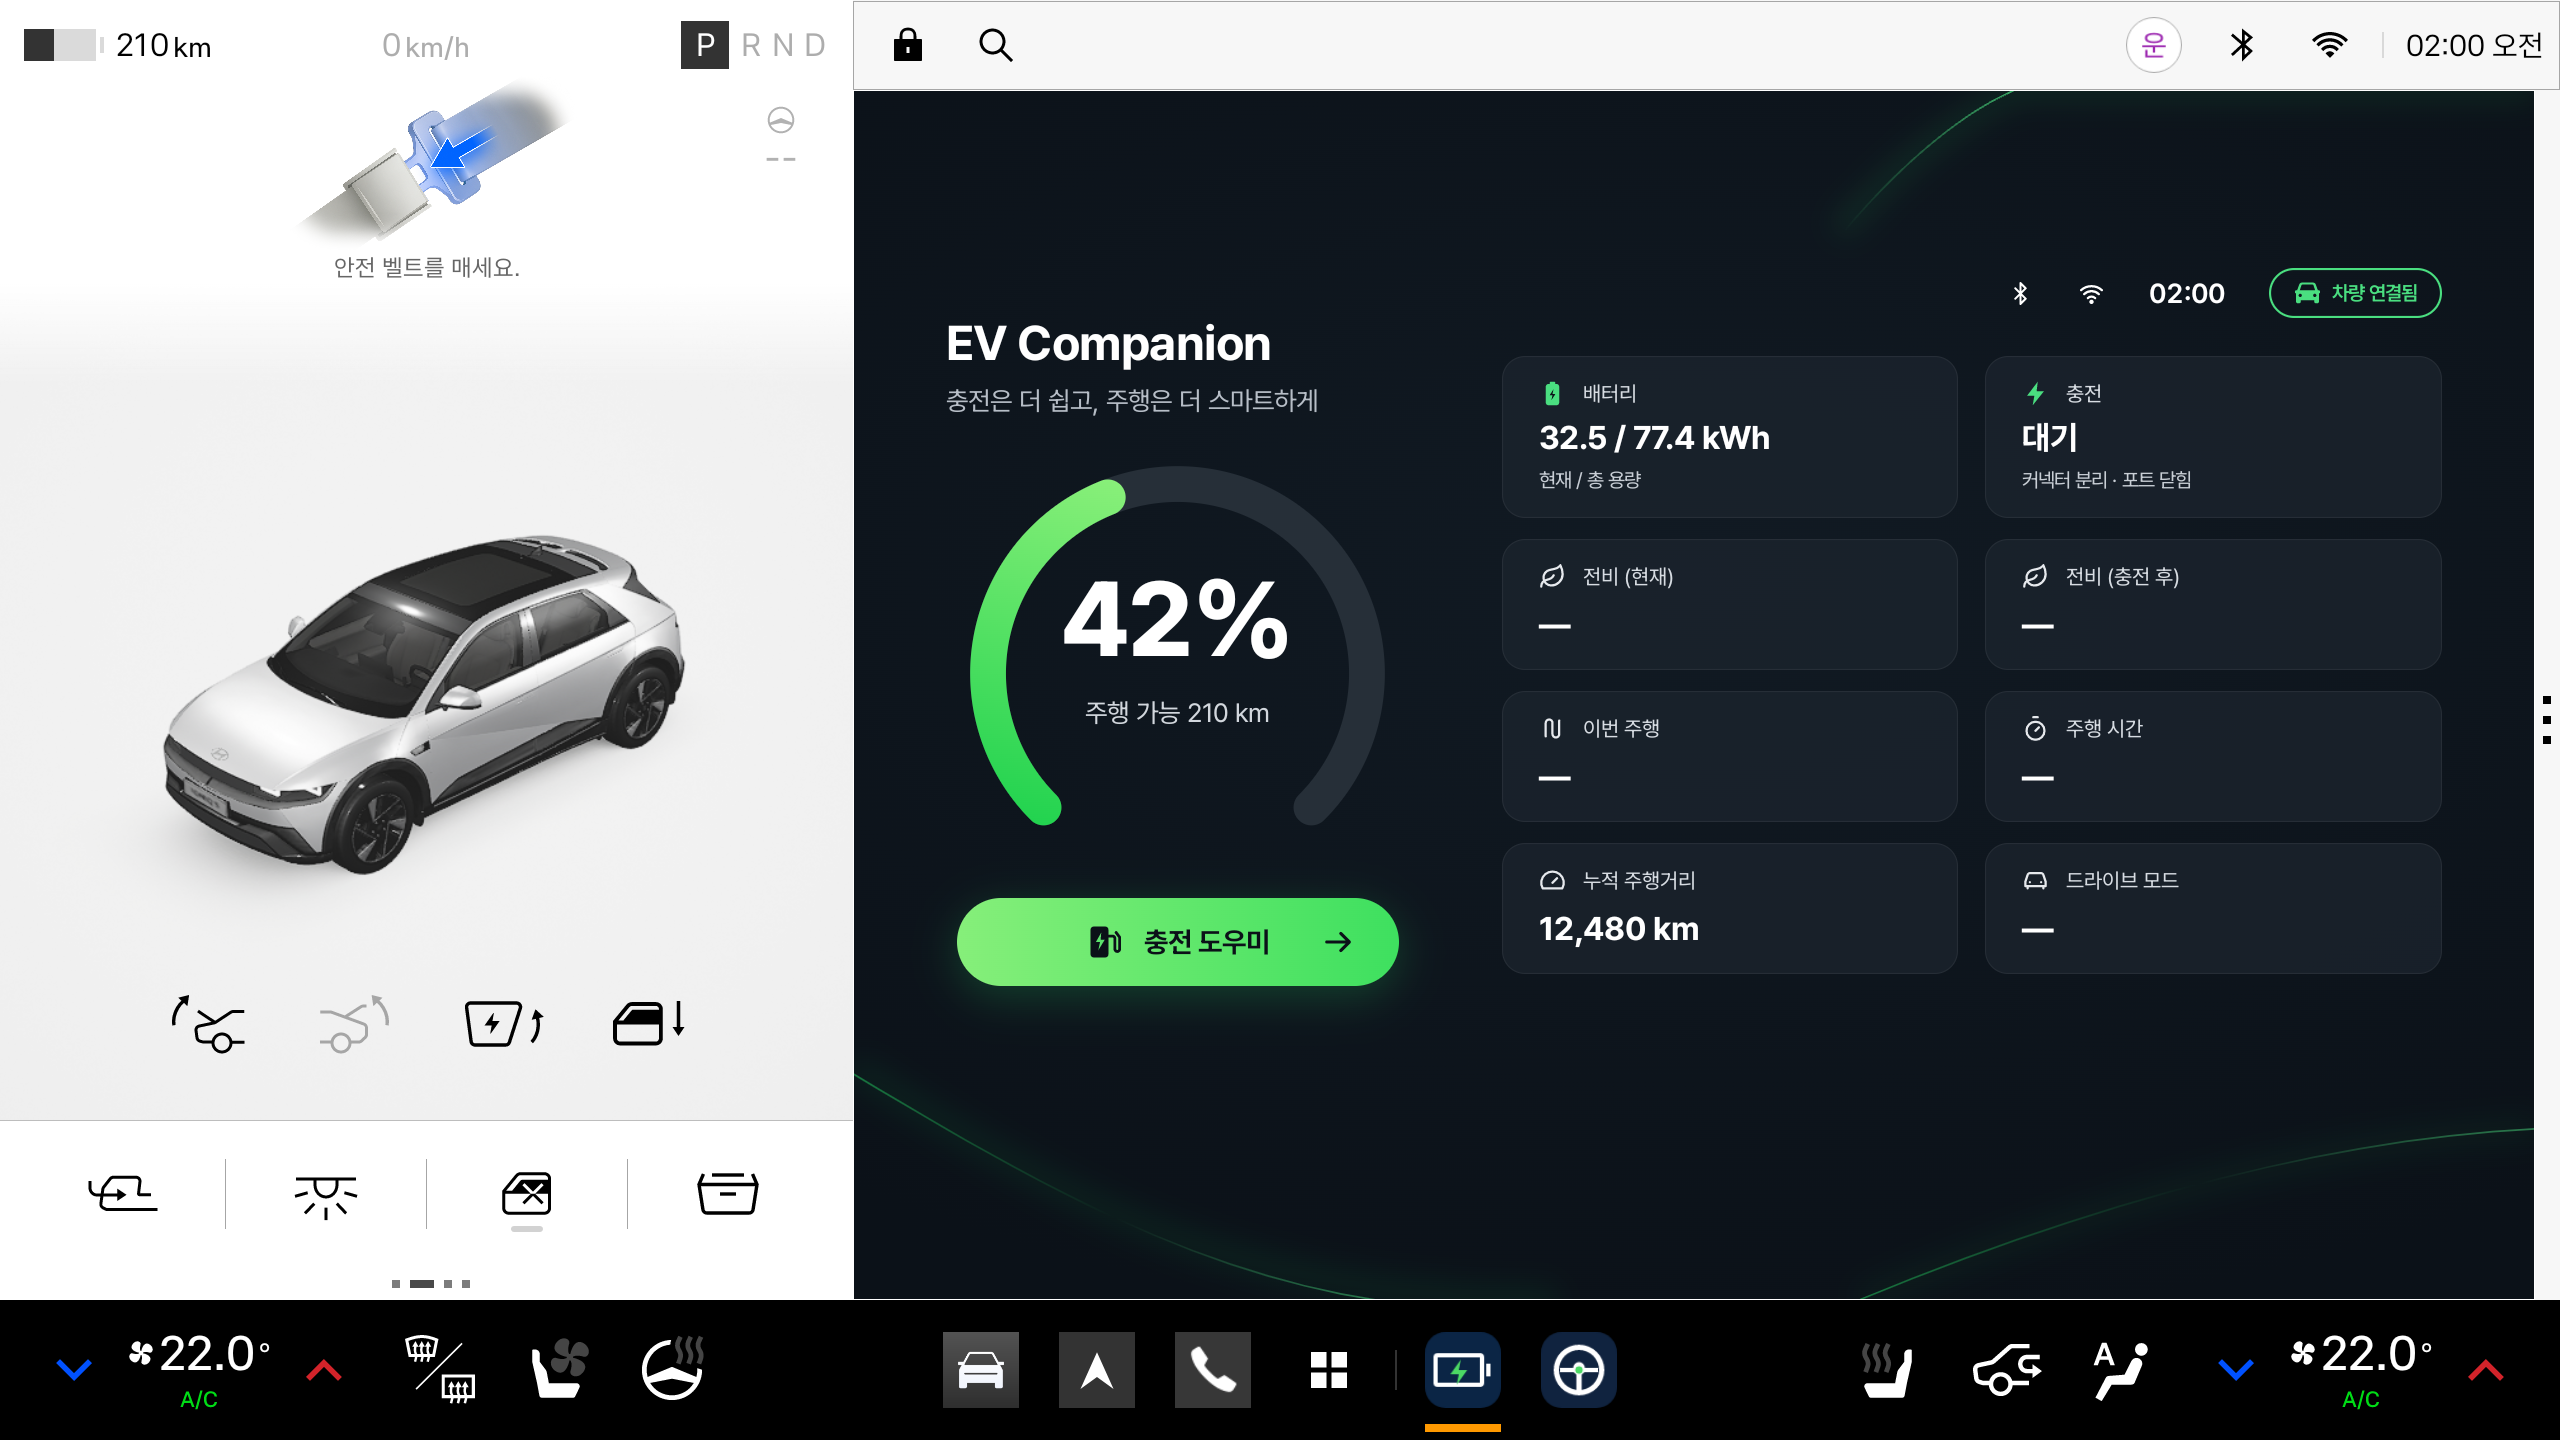 210 km
0 km/h
P R N D
안전 벨트를 매세요.
운
02:00 오전
02:00
차량 연결됨
EV Companion
충전은 더 쉽고, 주행은 더 스마트하게
42%
주행 가능 210 km
충전 도우미
배터리
32.5 / 77.4 kWh
현재 / 총 용량
충전
대기
커넥터 분리 · 포트 닫힘
전비 (현재)
—
전비 (충전 후)
—
이번 주행
—
주행 시간
—
누적 주행거리
12,480 km
드라이브 모드
—
22.0°
A/C
A
22.0°
A/C